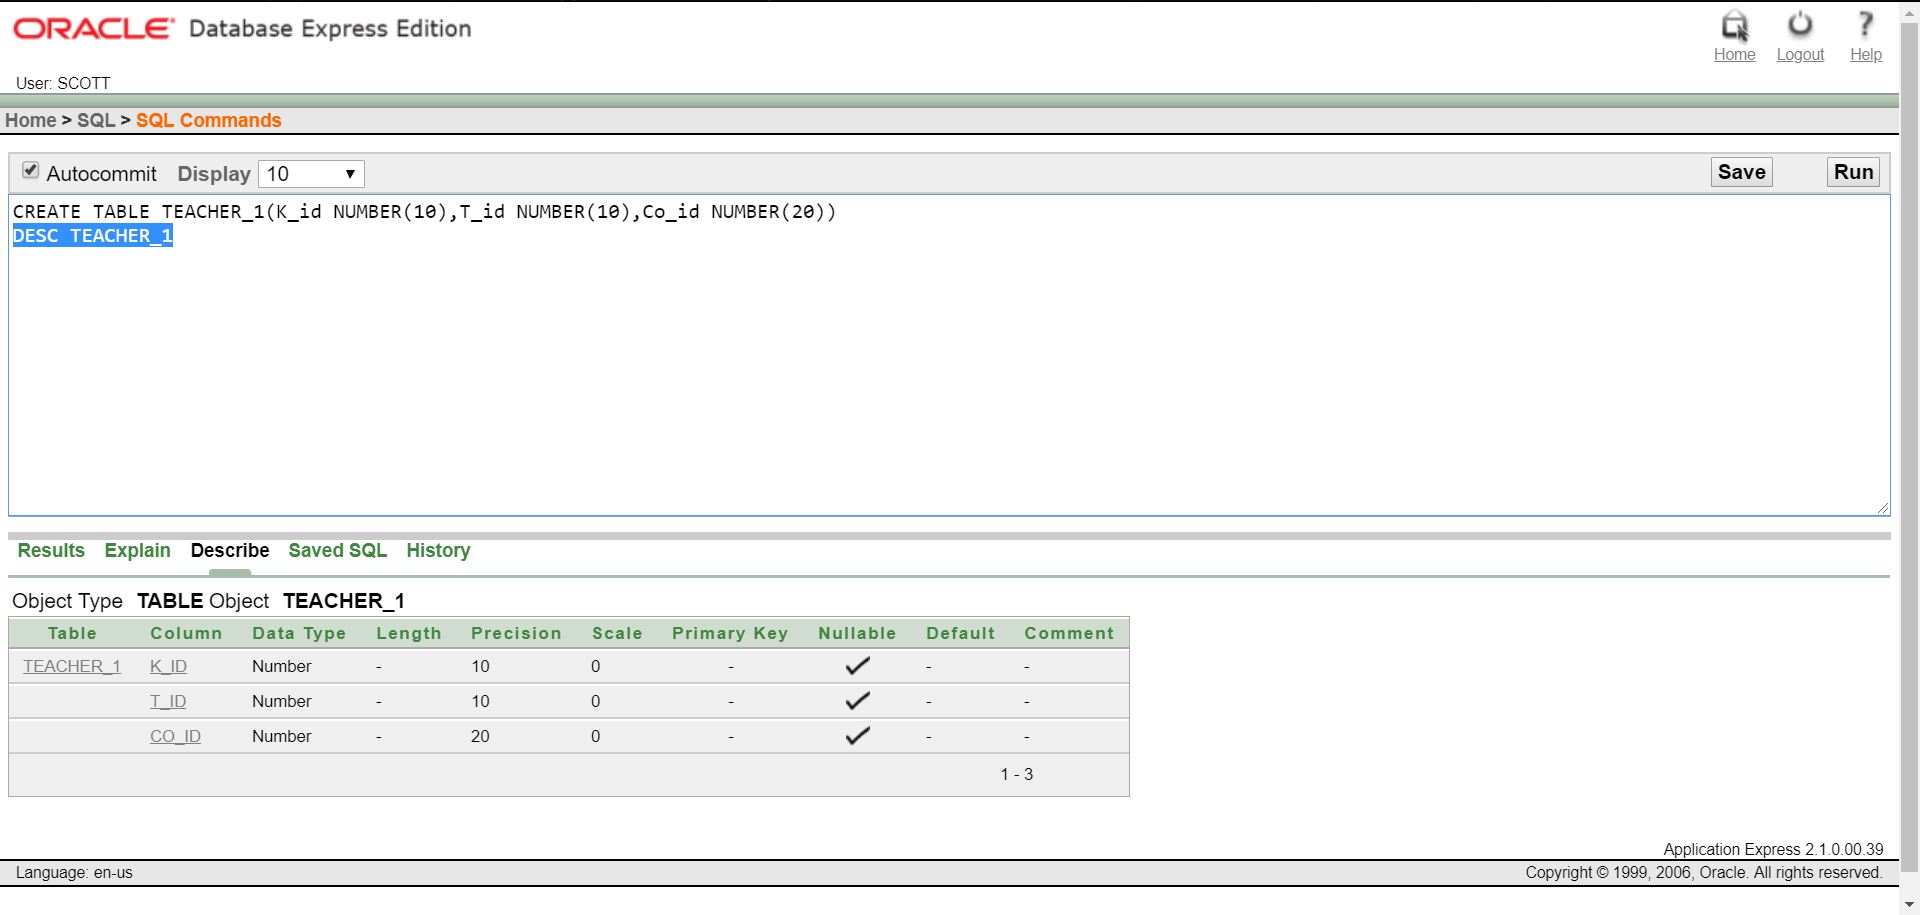 ORACLE® Database Express Edition
Home Logout Help
User: SCOTT
Home > SQL > SQL Commands
Autocommit Display 10 Save Run
CREATE TABLE TEACHER_1(K_id NUMBER(10),T_id NUMBER(10),Co_id NUMBER(20))
DESC TEACHER_1
Results Explain Describe Saved SQL History
Object Type TABLE Object TEACHER_1
Table Column Data Type Length Precision Scale Primary Key Nullable Default Comment
TEACHER_1 K_ID Number - 10 0 - ✓ - -
T_ID Number - 10 0 - ✓ - -
CO_ID Number - 20 0 - ✓ - -
1 - 3
Application Express 2.1.0.00.39
Language: en-us Copyright © 1999, 2006, Oracle. All rights reserved.